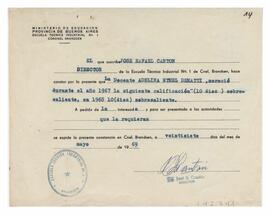 14
MINISTERIO DE EDUCACION
PROVINCIA DE BUENOS AIRES
ESCUELA TECNICA INDUSTRIAL No. 1
CORONEL BRANDSEN
EL que suscribe JOSE RAFAEL CANTON
DIRECTOR de la Escuela Técnica Industrial No. 1 de Cnel. Brandsen, hace
constar por la presente que la Docente ADELINA ETHEL DEMATTI, mereció
durante el año 1967 la siguiente calificación "(10 diez) sobre-
saliente, en 1968 10(diez) sobresaliente.
A pedido de la y para ser presentada a las autoridades
que la requieran
se expide la presente constancia en Cnel. Brandsen, a veintisiete días del mes de
mayo de 19 69
José R. Cantón